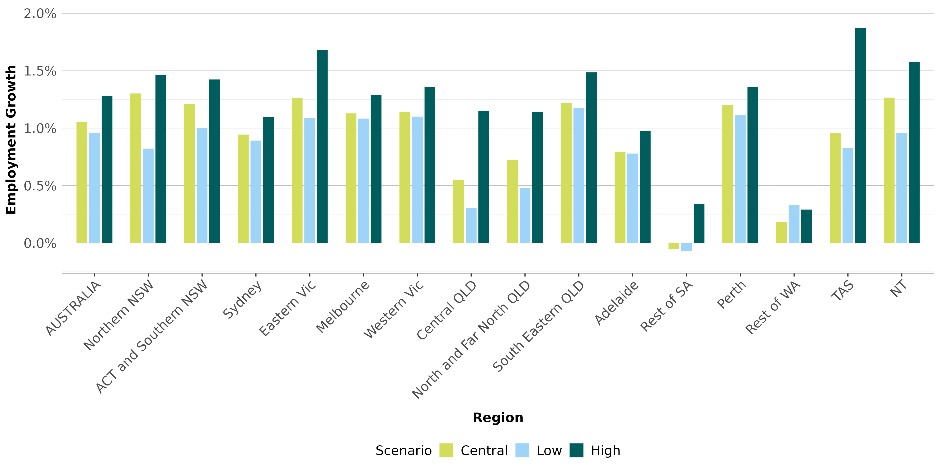 2.0%
1.5%
1.0%
0.5%
0.0%
Employment Growth
AUSTRALIA
Northern NSW
ACT and Southern NSW
Sydney
Eastern Vic
Melbourne
Western Vic
Central QLD
North and Far North QLD
South Eastern QLD
Adelaide
Rest of SA
Perth
Rest of WA
TAS
NT
Region
Scenario Central Low High